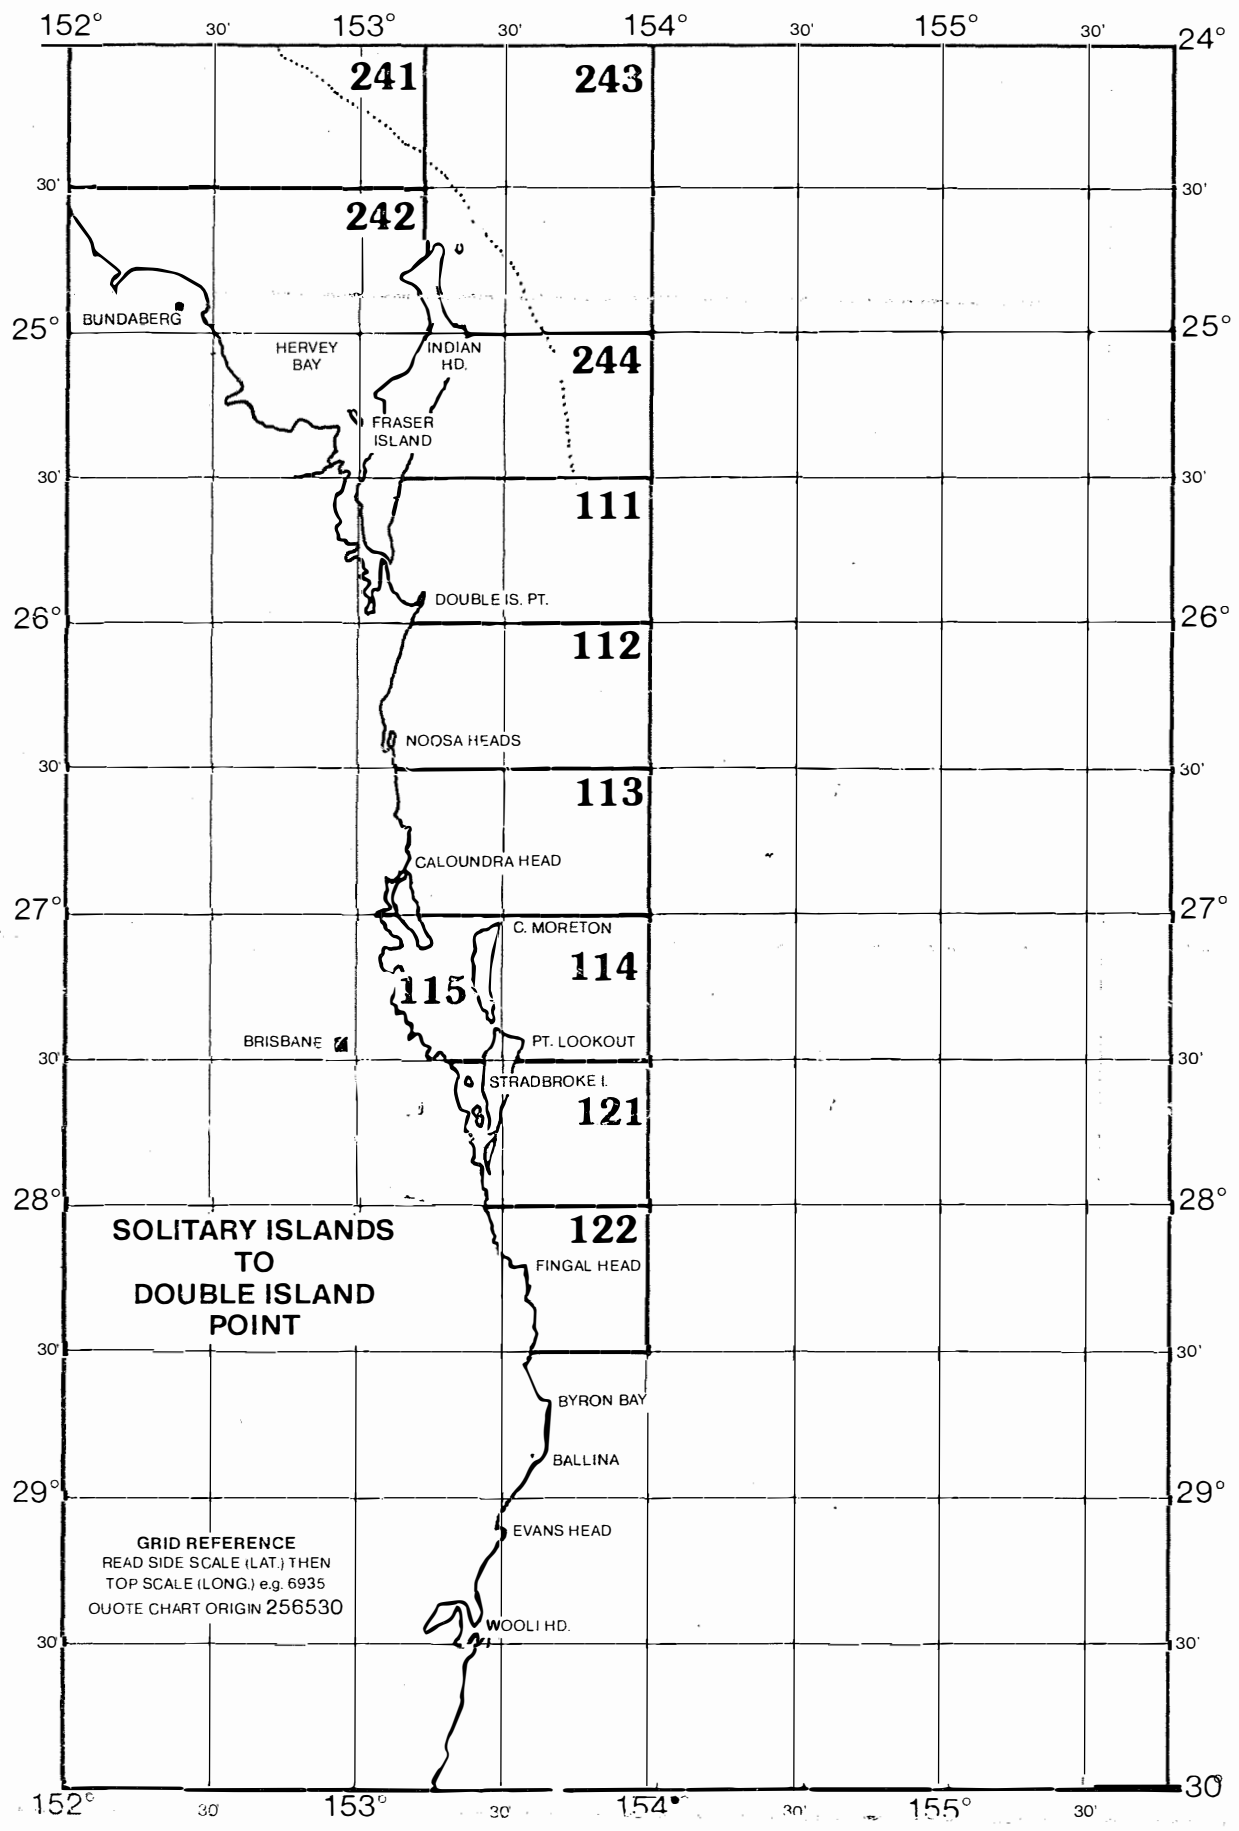 152° 30' 153° 30' 154° 30' 155° 30' 24°
241 243
30' 30'
242
BUNDABERG
25° 25°
HERVEY
BAY
INDIAN
HD.
244
FRASER
ISLAND
30' 30'
111
DOUBLE IS. PT.
26° 26°
112
NOOSA HEADS
30' 30'
113
CALOUNDRA HEAD
27° 27°
C. MORETON
114
115
BRISBANE
PT. LOOKOUT
30' 30'
STRADBROKE I.
121
28° 28°
122
SOLITARY ISLANDS
TO
DOUBLE ISLAND
POINT
FINGAL HEAD
30' 30'
BYRON BAY
BALLINA
29° 29°
EVANS HEAD
GRID REFERENCE
READ SIDE SCALE (LAT.) THEN
TOP SCALE (LONG.) e.g. 6935
QUOTE CHART ORIGIN 256530
WOOLI HD.
30' 30'
30°
152° 30' 153° 30' 154° 30' 155° 30'